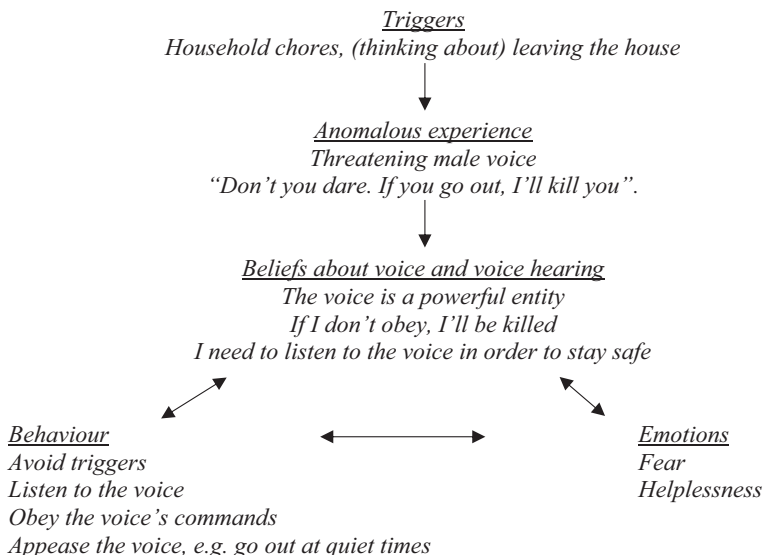 Triggers
Household chores, (thinking about) leaving the house
Anomalous experience
Threatening male voice
“Don’t you dare. If you go out, I’ll kill you”.
Beliefs about voice and voice hearing
The voice is a powerful entity
If I don’t obey, I’ll be killed
I need to listen to the voice in order to stay safe
Behaviour
Avoid triggers
Listen to the voice
Obey the voice’s commands
Appease the voice, e.g. go out at quiet times
Emotions
Fear
Helplessness